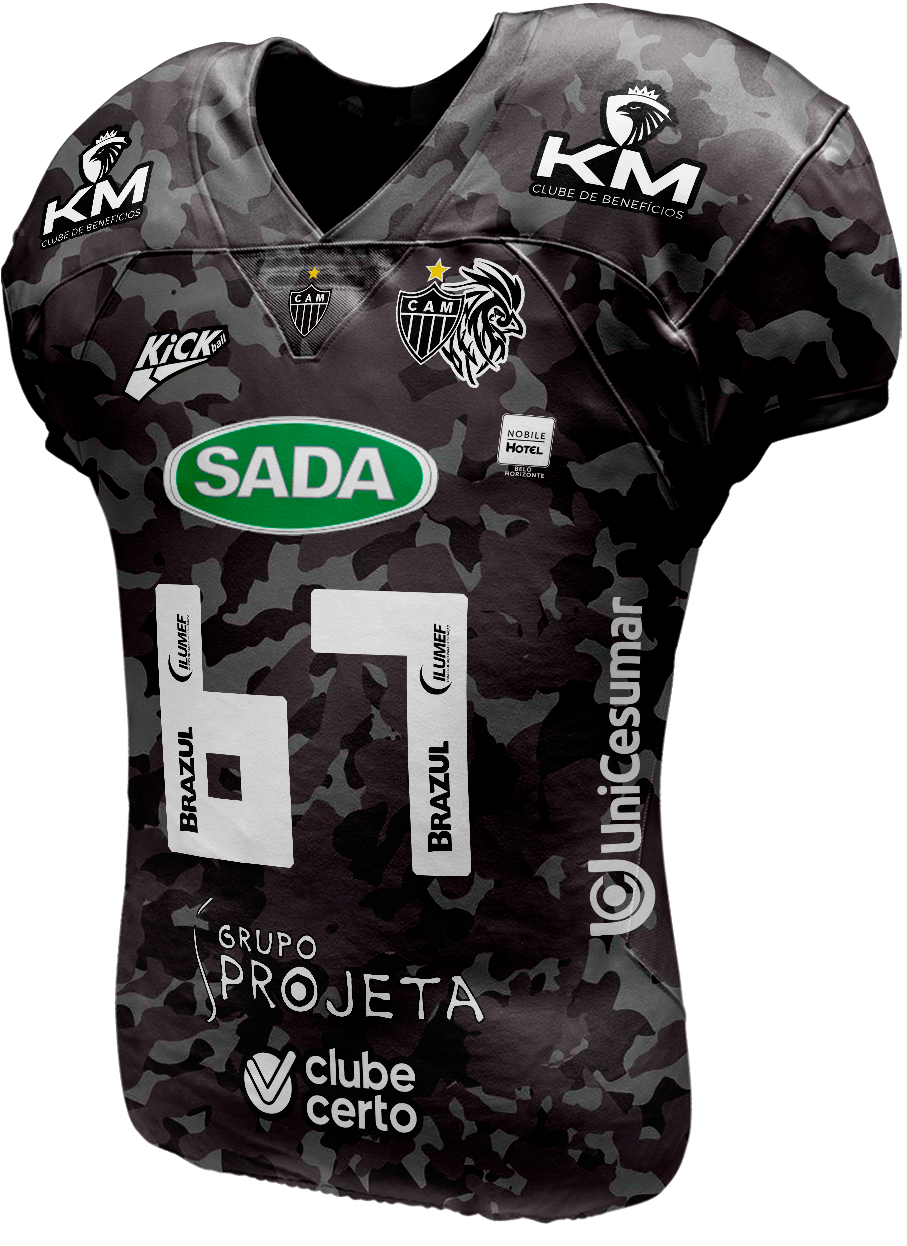 KM
CLUBE DE BENEFÍCIOS
KM
CLUBE DE BENEFÍCIOS
CAM
CAM
KiCK
ball
SADA
NOBILE
HOTEL
BELO
HORIZONTE
67
ILUMEF
ILUMEF
BRAZUL
BRAZUL
UniCesumar
GRUPO
PROJETA
clube
certo